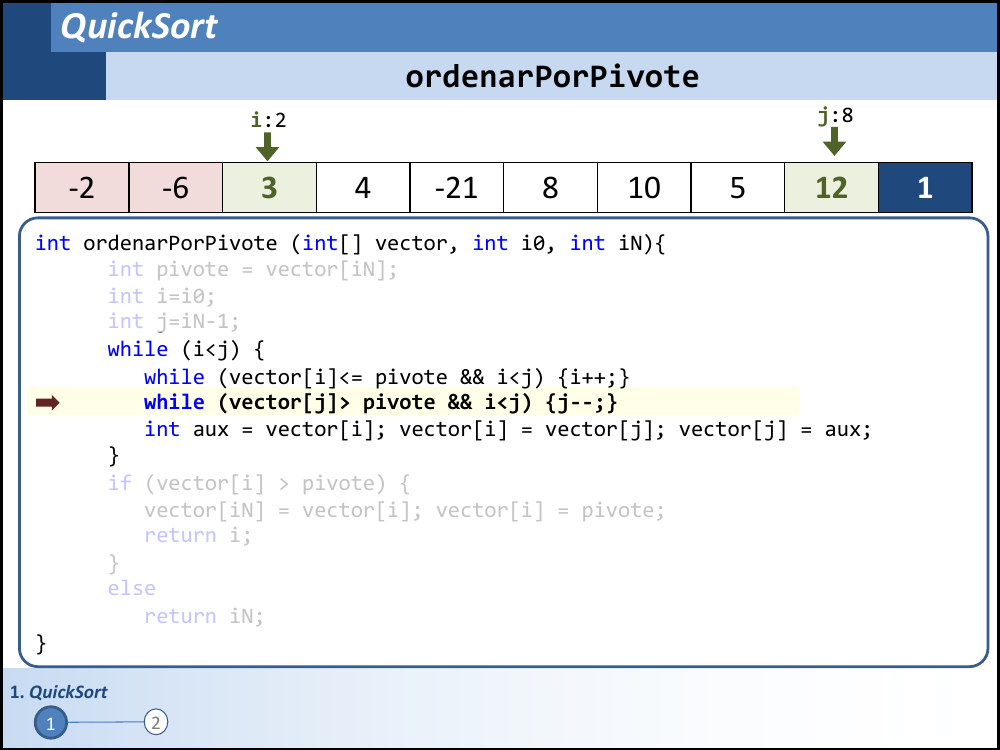 QuickSort
ordenarPorPivote
i:2
j:8
-2 -6 3 4 -21 8 10 5 12 1
int ordenarPorPivote (int[] vector, int i0, int iN){
int pivote = vector[iN];
int i=i0;
int j=iN-1;
while (i<j) {
while (vector[i]<= pivote && i<j) {i++;}
while (vector[j]> pivote && i<j) {j--;}
int aux = vector[i]; vector[i] = vector[j]; vector[j] = aux;
}
if (vector[i] > pivote) {
vector[iN] = vector[i]; vector[i] = pivote;
return i;
}
else
return iN;
}
1. QuickSort
1 2